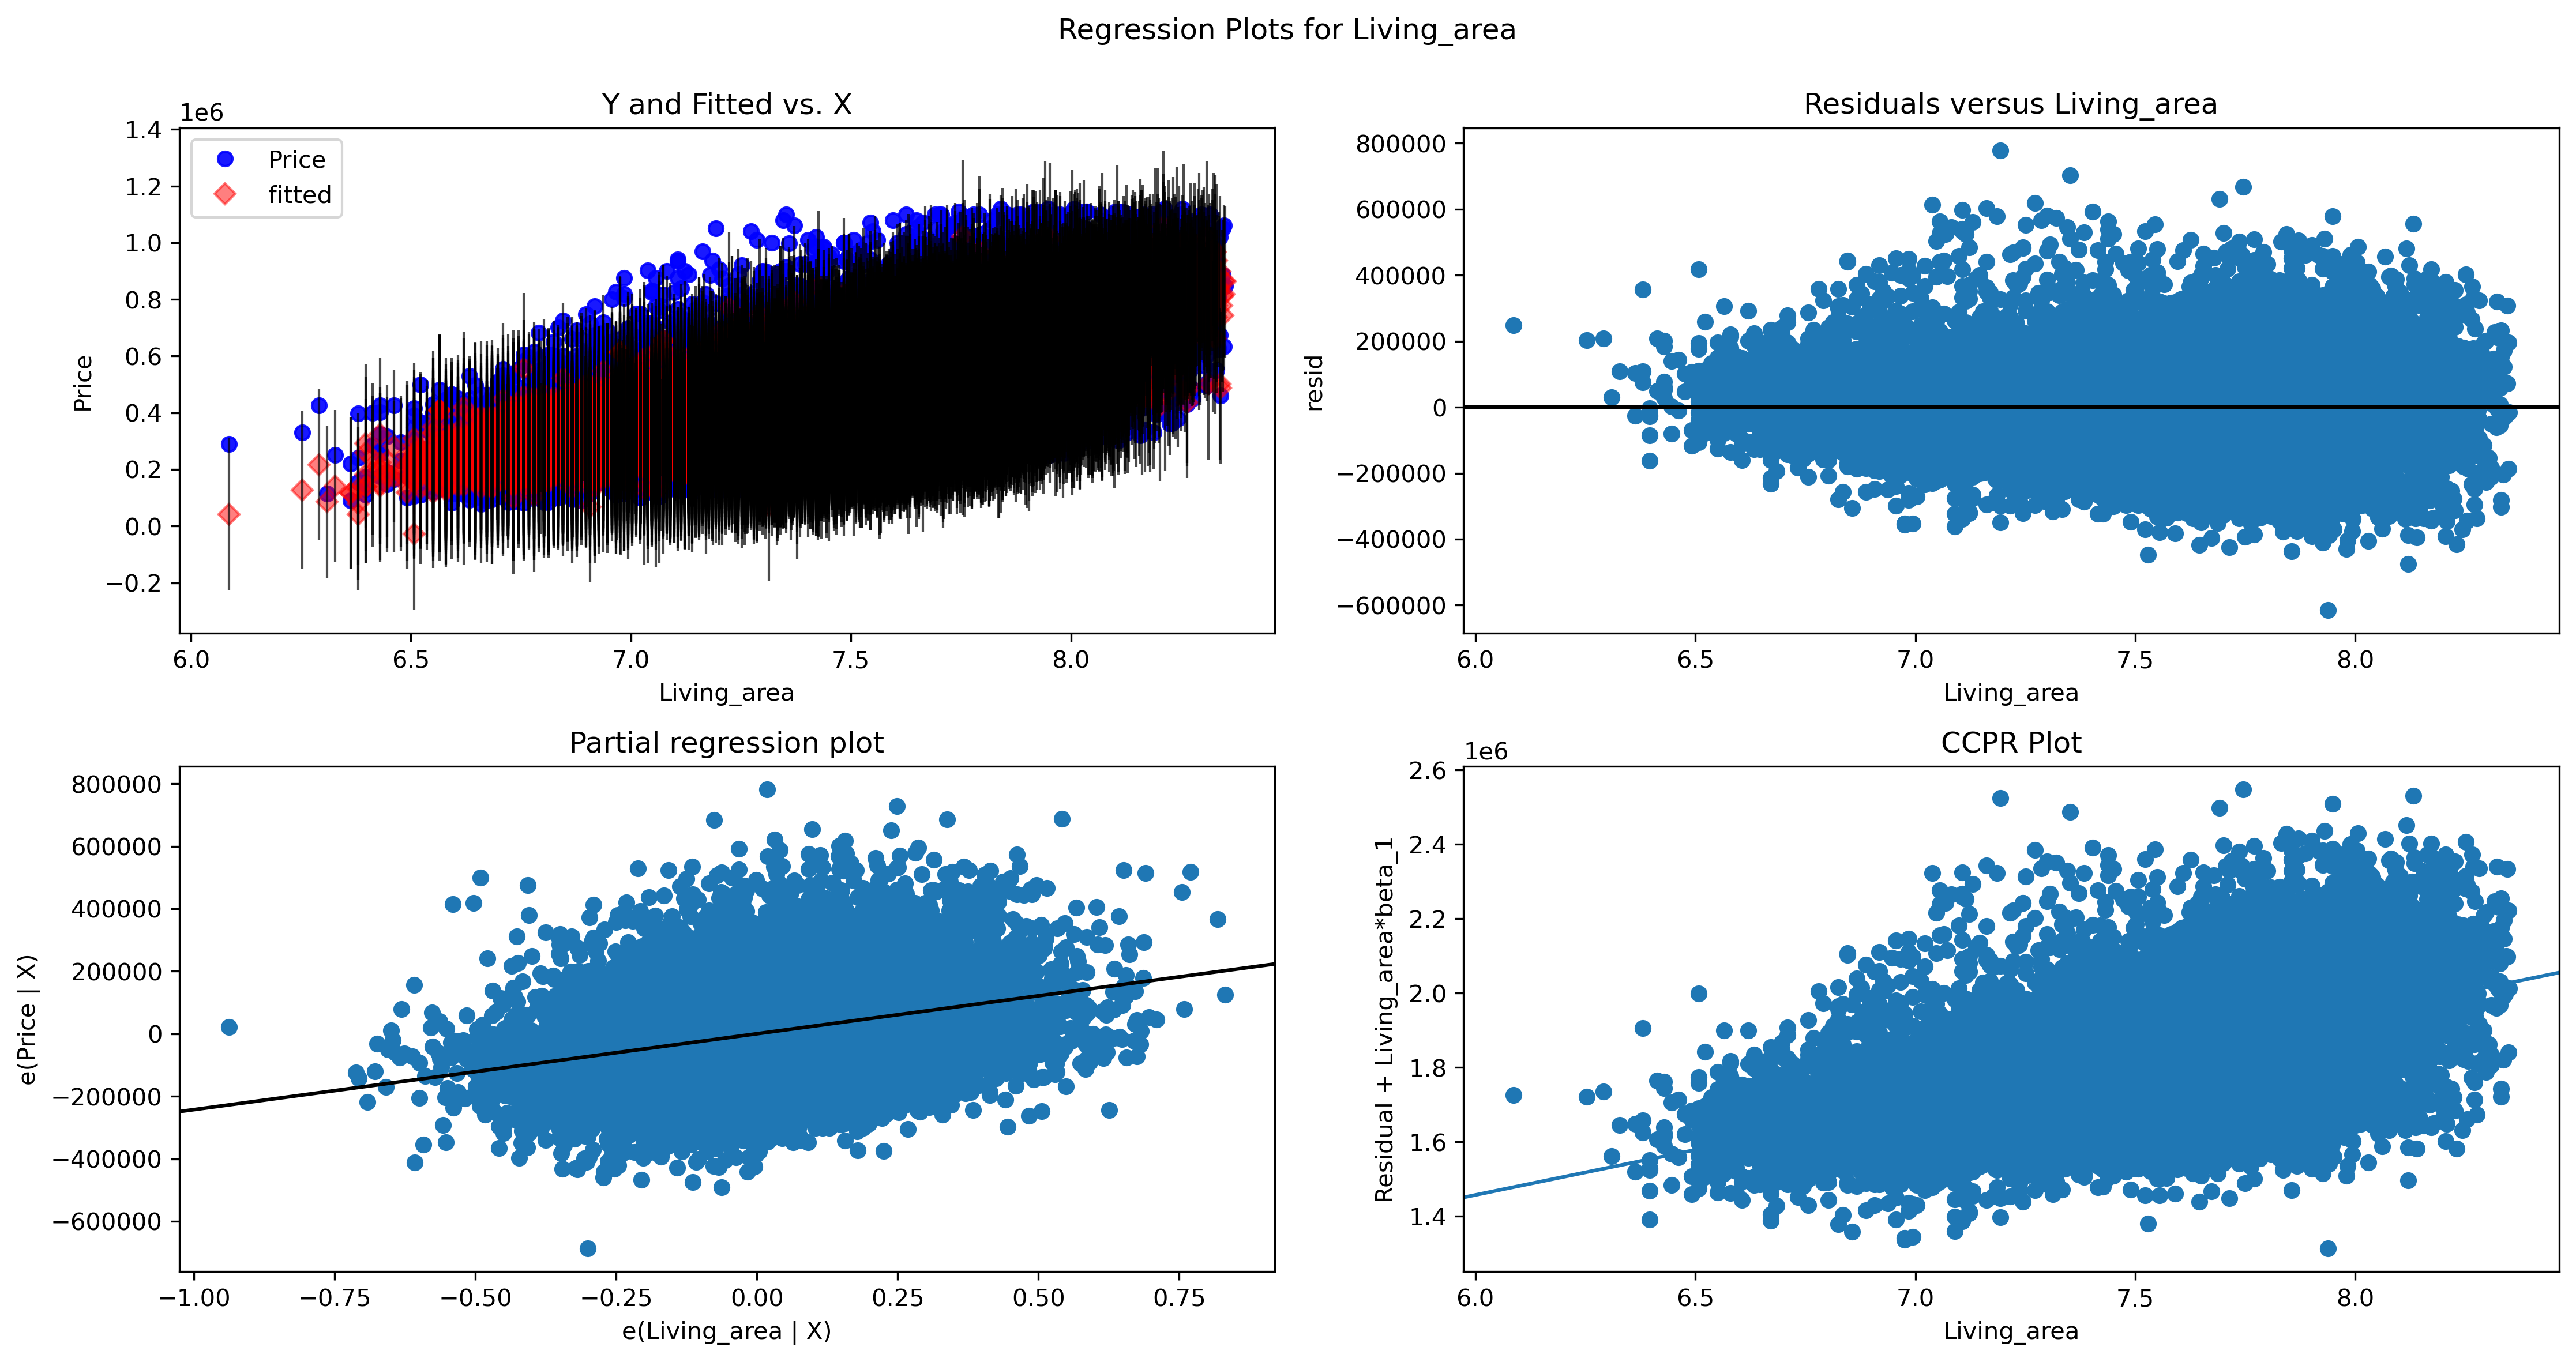 Regression Plots for Living_area
Y and Fitted vs. X
1e6
1.4
1.2
1.0
0.8
0.6
0.4
0.2
0.0
−0.2
Price
Price
fitted
6.0 6.5 7.0 7.5 8.0
Living_area
Residuals versus Living_area
800000
600000
400000
200000
0
−200000
−400000
−600000
resid
6.0 6.5 7.0 7.5 8.0
Living_area
Partial regression plot
800000
600000
400000
200000
0
−200000
−400000
−600000
e(Price | X)
−1.00 −0.75 −0.50 −0.25 0.00 0.25 0.50 0.75
e(Living_area | X)
CCPR Plot
1e6
2.6
2.4
2.2
2.0
1.8
1.6
1.4
Residual + Living_area*beta_1
6.0 6.5 7.0 7.5 8.0
Living_area